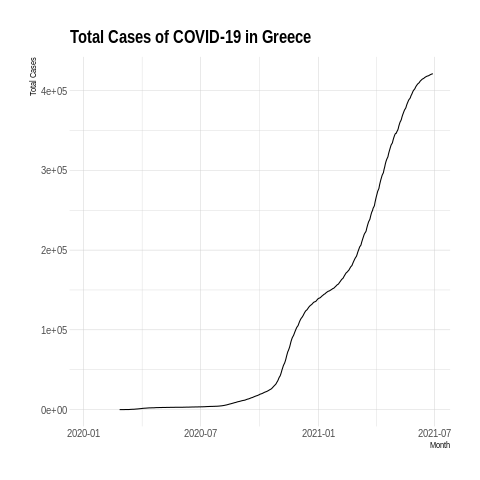 Total Cases of COVID-19 in Greece
Total Cases
4e+05
3e+05
2e+05
1e+05
0e+00
2020-01 2020-07 2021-01 2021-07
Month